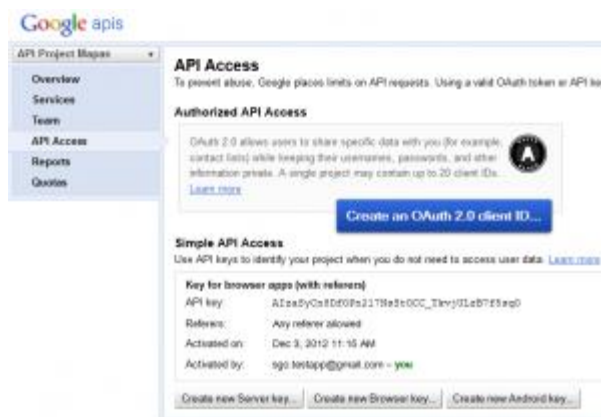 Google apis
API Project Mapas
Overview
Services
Team
API Access
Reports
Quotas
API Access
To prevent abuse, Google places limits on API requests. Using a valid OAuth token or API
Authorized API Access
OAuth 2.0 allows users to share specific data with you (for example,
contact lists) while keeping their usernames, passwords, and other
information private. A single project may contain up to 20 client IDs.
Learn more
Create an OAuth 2.0 client ID...
Simple API Access
Use API keys to identify your project when you do not need to access user data. Learn more
Key for browser apps (with referers)
API key:
Referers: Any referer allowed
Activated on: Dec 3, 2012 11:15 AM
Activated by: sgo.testapp@gmail.com – you
Create new Server key... Create new Browser key... Create new Android key...